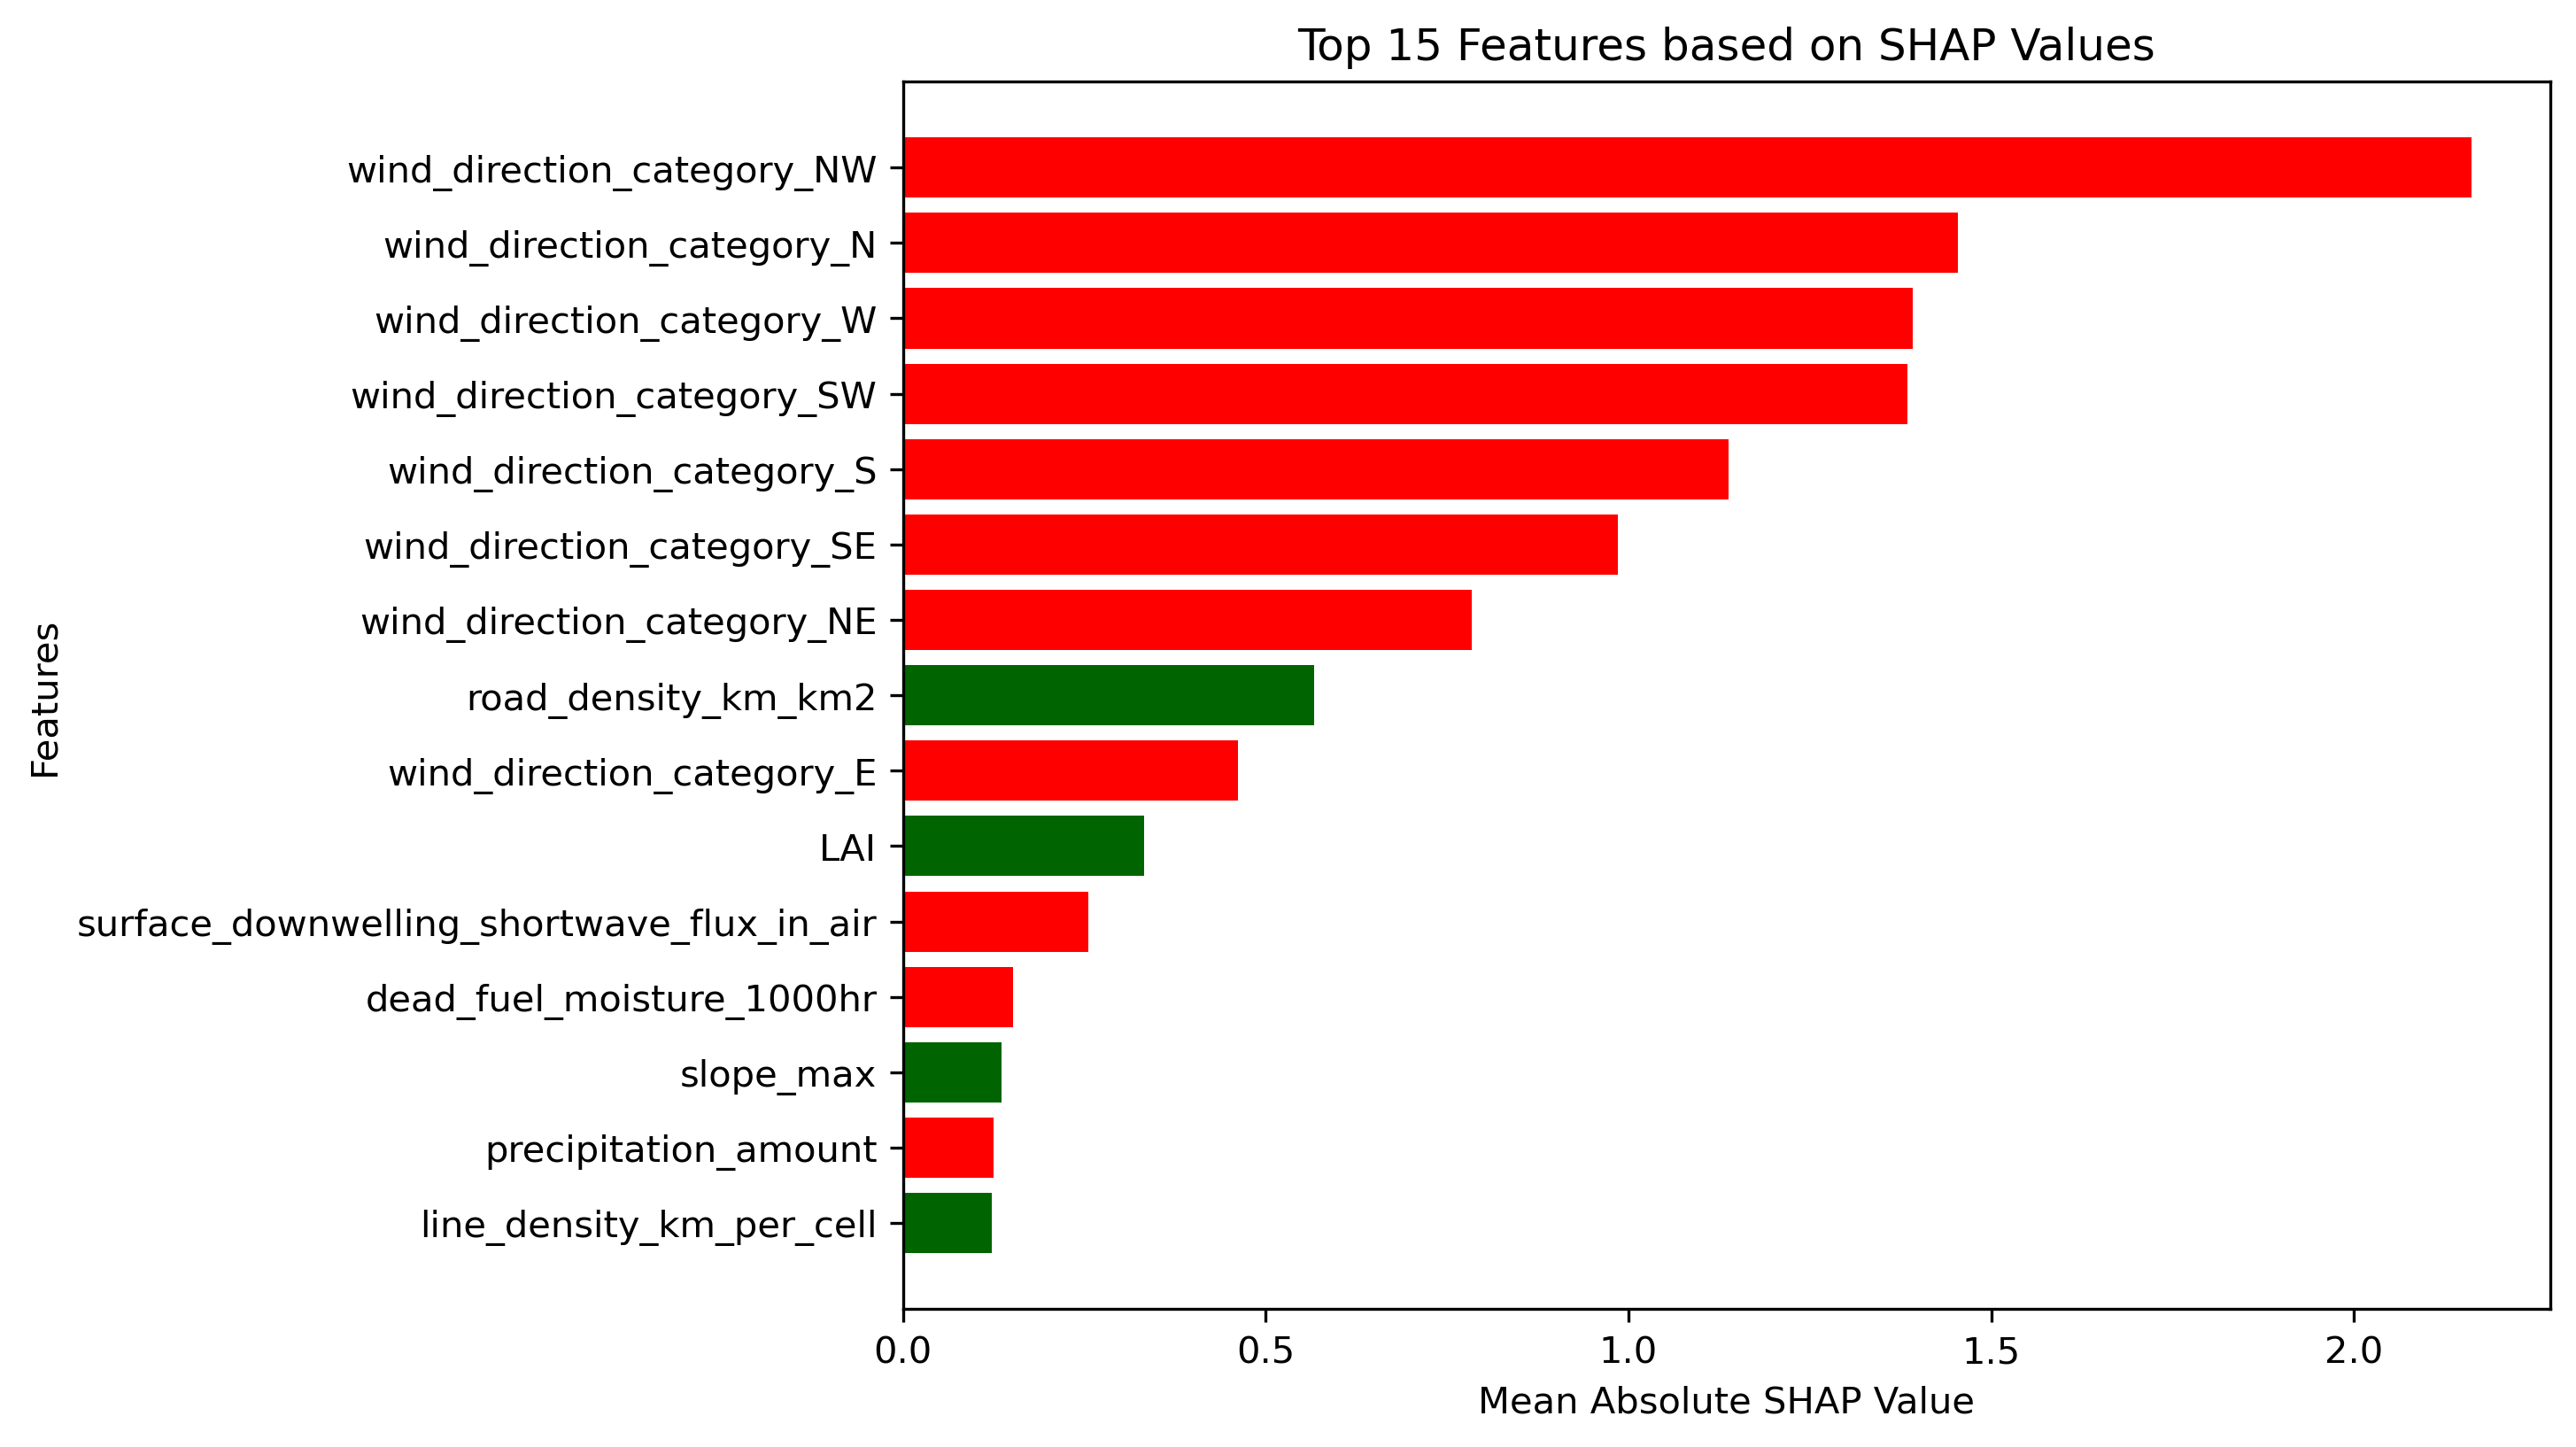 Top 15 Features based on SHAP Values
wind_direction_category_NW
wind_direction_category_N
wind_direction_category_W
wind_direction_category_SW
wind_direction_category_S
wind_direction_category_SE
wind_direction_category_NE
road_density_km_km2
wind_direction_category_E
LAI
surface_downwelling_shortwave_flux_in_air
dead_fuel_moisture_1000hr
slope_max
precipitation_amount
line_density_km_per_cell
Features
0.0 0.5 1.0 1.5 2.0
Mean Absolute SHAP Value